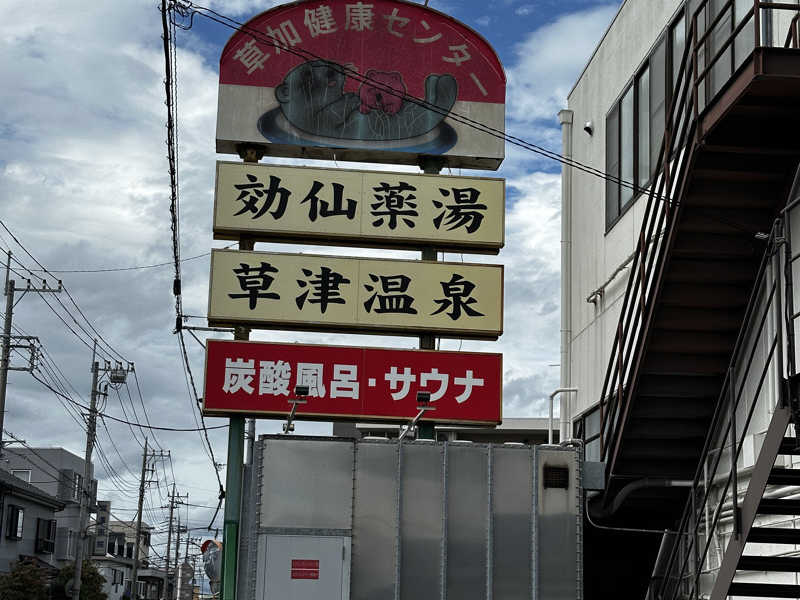 草加健康センター
効仙薬湯
草津温泉
炭酸風呂・サウナ